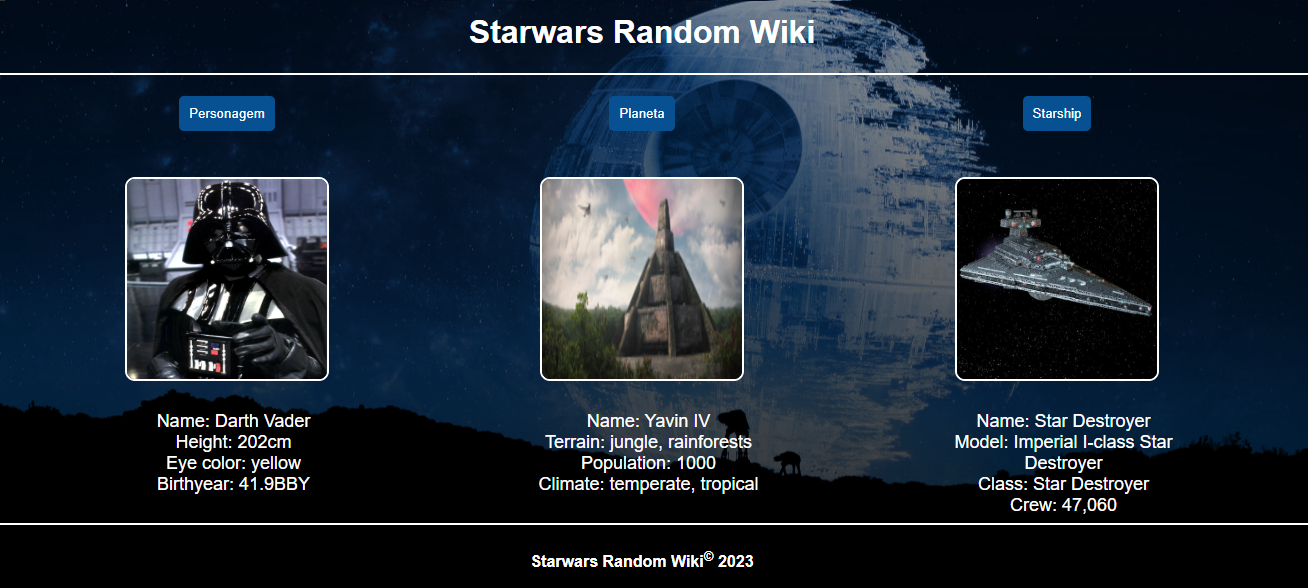 Starwars Random Wiki
Personagem
Planeta
Starship
Name: Darth Vader
Height: 202cm
Eye color: yellow
Birthyear: 41.9BBY
Name: Yavin IV
Terrain: jungle, rainforests
Population: 1000
Climate: temperate, tropical
Name: Star Destroyer
Model: Imperial I-class Star
Destroyer
Class: Star Destroyer
Crew: 47,060
Starwars Random Wiki© 2023